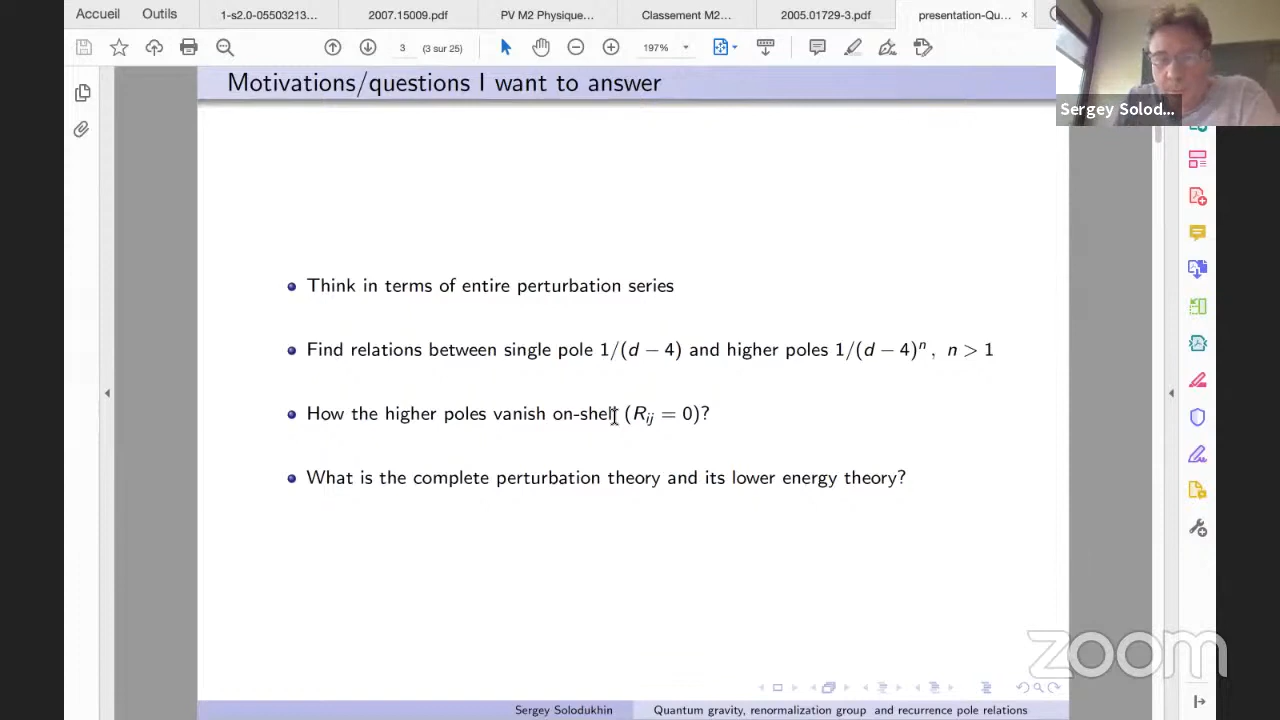 Accueil Outils 1-s2.0-05503213... 2007.15009.pdf PV M2 Physique... Classement M2... 2005.01729-3.pdf presentation-Qu... ×
3 (3 sur 25) 197%
Motivations/questions I want to answer
Sergey Solod...
Think in terms of entire perturbation series
Find relations between single pole 1/(d − 4) and higher poles 1/(d − 4)ⁿ, n > 1
How the higher poles vanish on-shell (Rij = 0)?
What is the complete perturbation theory and its lower energy theory?
zoom
Sergey Solodukhin Quantum gravity, renormalization group and recurrence pole relations